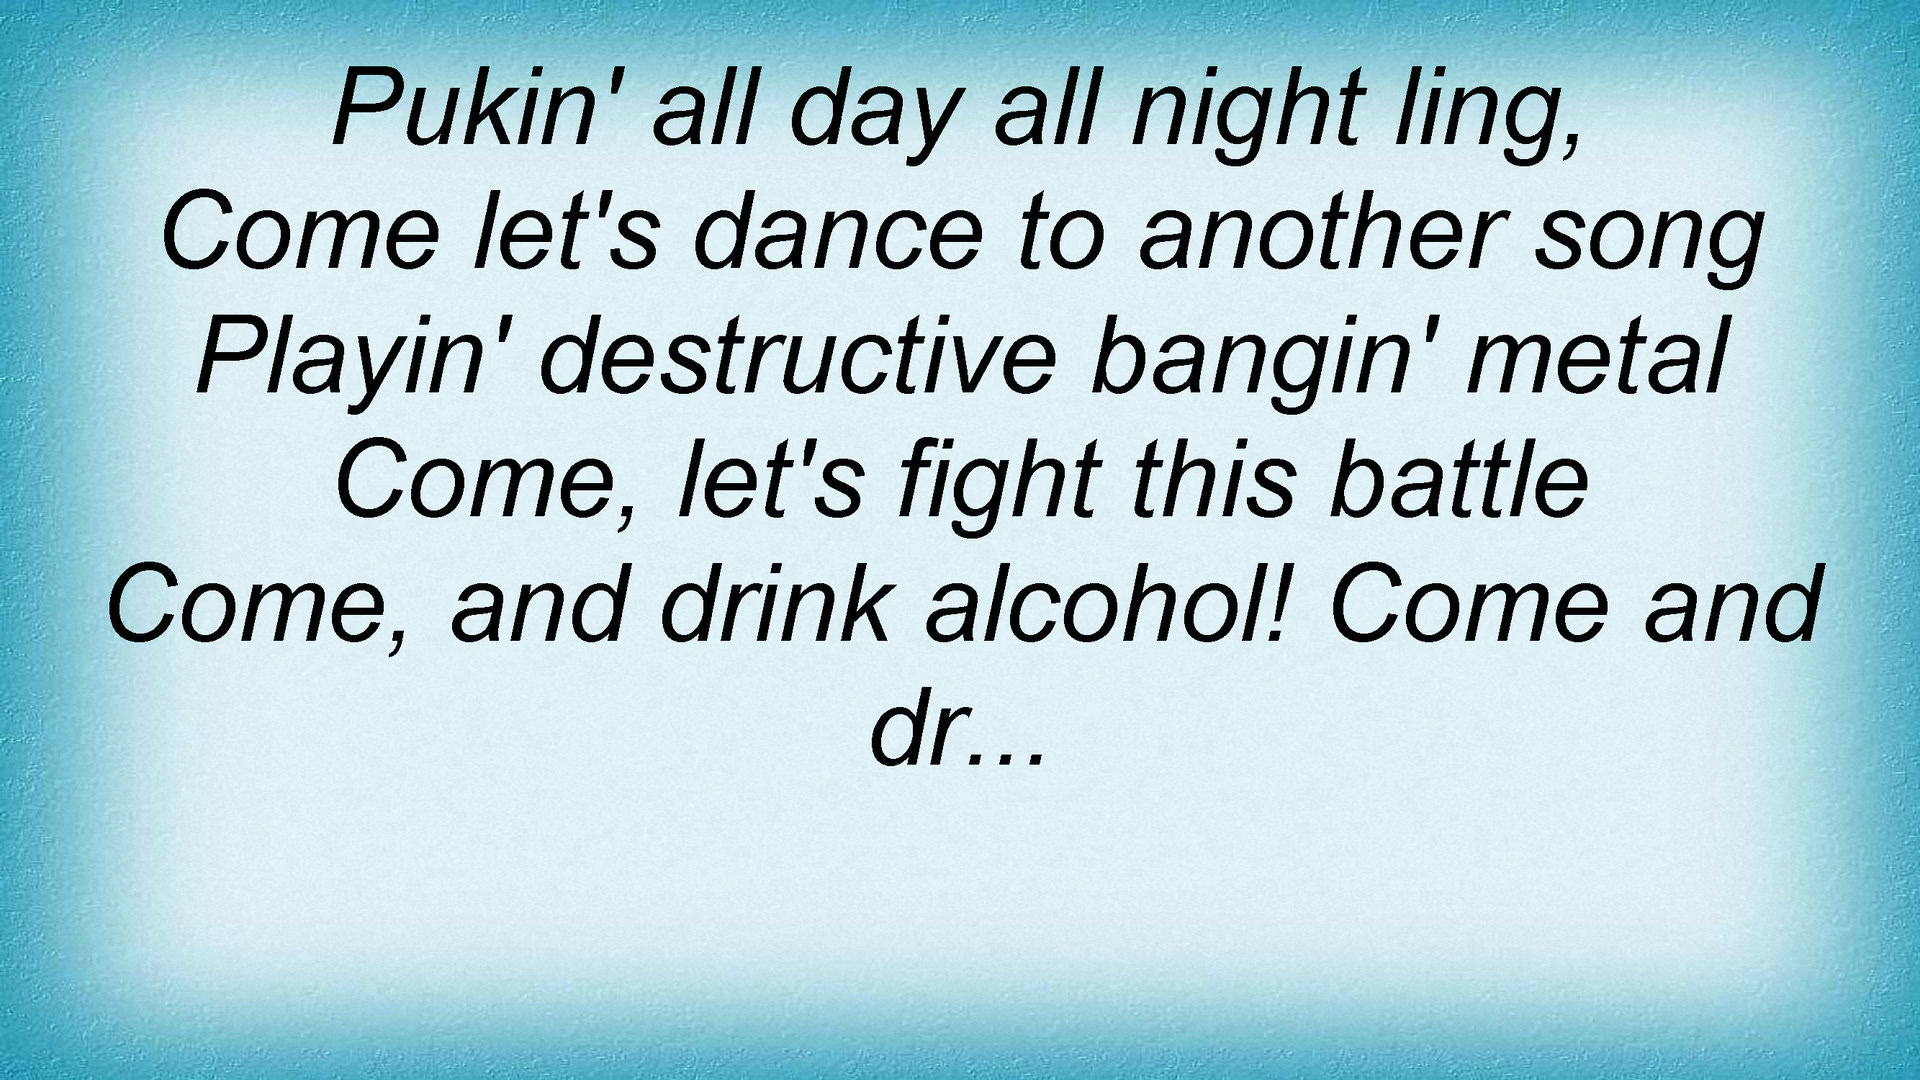 Pukin' all day all night ling,
Come let's dance to another song
Playin' destructive bangin' metal
Come, let's fight this battle
Come, and drink alcohol! Come and
dr...